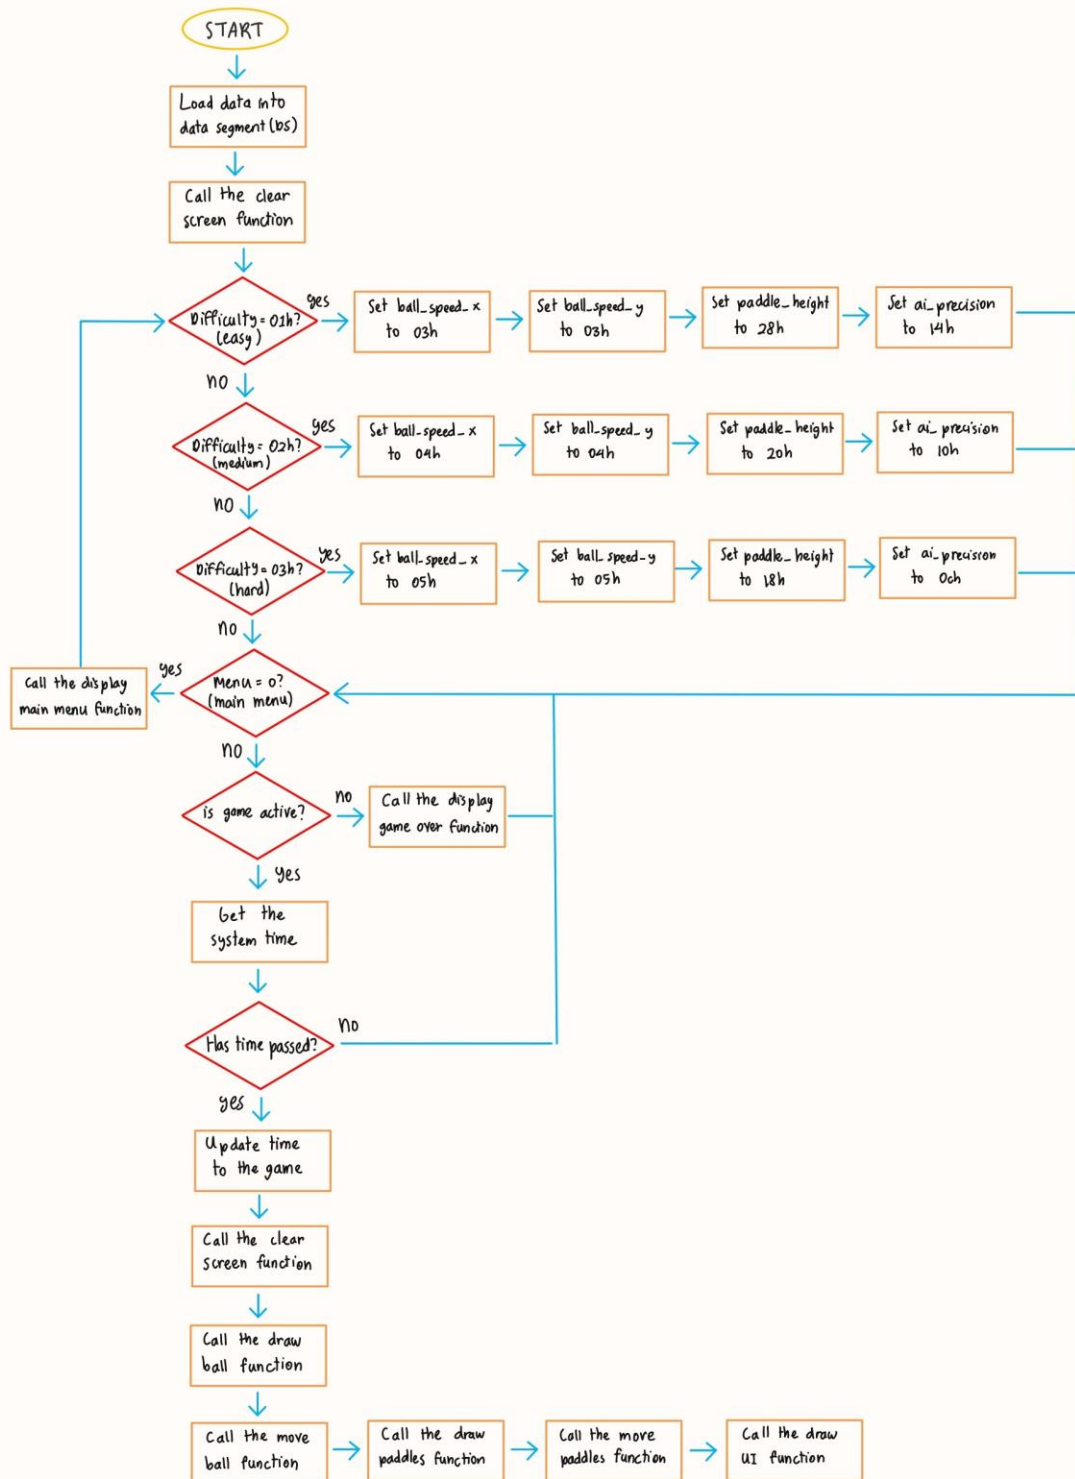 START
Load data into
data segment (DS)
Call the clear
screen function
Difficulty = 01h?
(easy)
yes
Set ball_speed_x
to 03h
Set ball_speed_y
to 03h
Set paddle_height
to 28h
Set ai_precision
to 14h
no
Difficulty = 02h?
(medium)
yes
Set ball_speed_x
to 04h
Set ball_speed_y
to 04h
Set paddle_height
to 20h
Set ai_precision
to 10h
no
Difficulty = 03h?
(hard)
yes
Set ball_speed_x
to 05h
Set ball_speed_y
to 05h
Set paddle_height
to 18h
Set ai_precision
to 0ch
no
Menu = 0?
(main menu)
yes
Call the display
main menu function
no
is game active?
no
Call the display
game over function
yes
Get the
system time
Has time passed?
no
yes
Update time
to the game
Call the clear
screen function
Call the draw
ball function
Call the move
ball function
Call the draw
paddles function
Call the move
paddles function
Call the draw
UI function